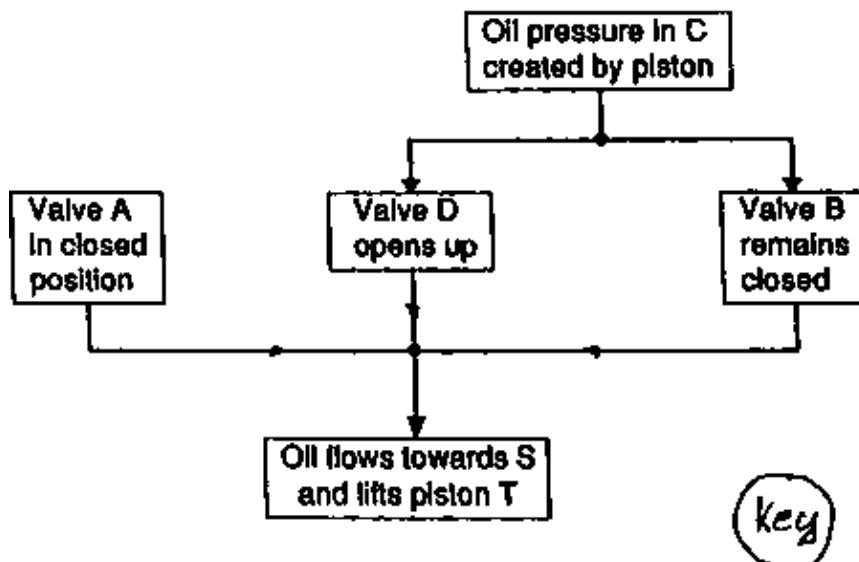 Oil pressure in C
created by piston
Valve A
in closed
position
Valve D
opens up
Valve B
remains
closed
Oil flows towards S
and lifts piston T
Key